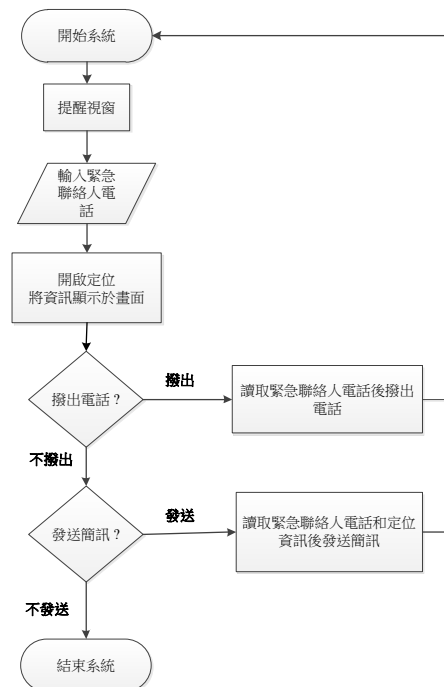 開始系統
提醒視窗
輸入緊急
聯絡人電
話
開啟定位
將資訊顯示於畫面
撥出電話？
撥出
讀取緊急聯絡人電話後撥出
電話
不撥出
發送簡訊？
發送
讀取緊急聯絡人電話和定位
資訊後發送簡訊
不發送
結束系統